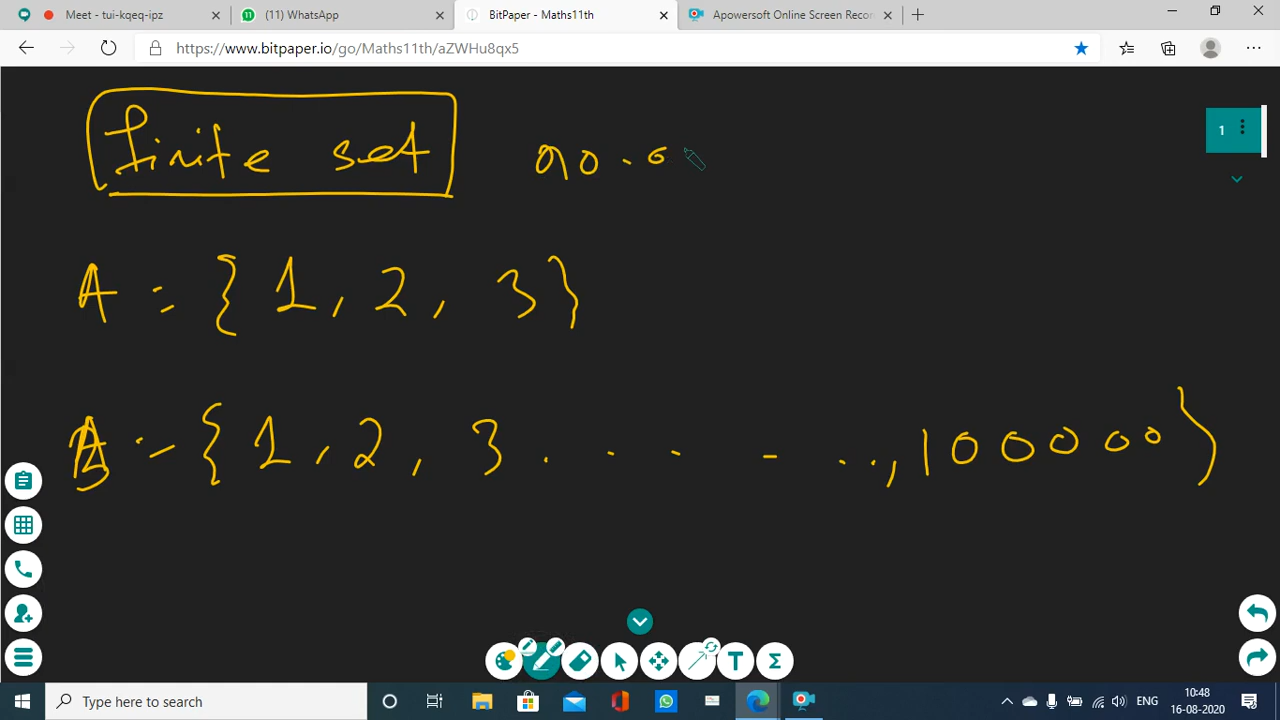 Meet - tui-kqeq-ipz
(11) WhatsApp
BitPaper - Maths11th
Apowersoft Online Screen Recor
https://www.bitpaper.io/go/Maths11th/aZWHu8qx5
1
finite set
A = { 1, 2, 3}
= { 1, 2, 3. . . - . . , 100000}
T
Σ
Type here to search
ENG
10:48
16-08-2020